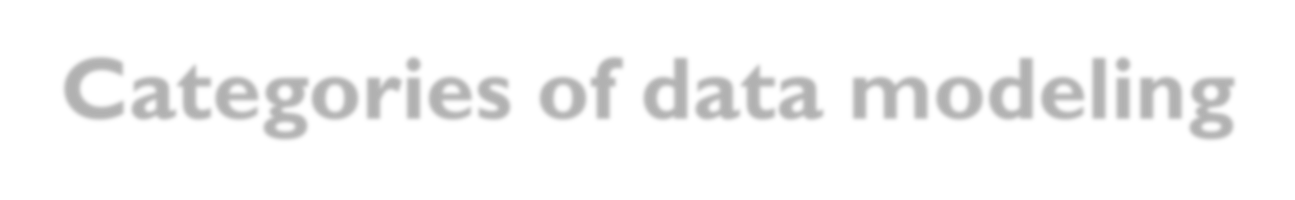 Categories of data modeling